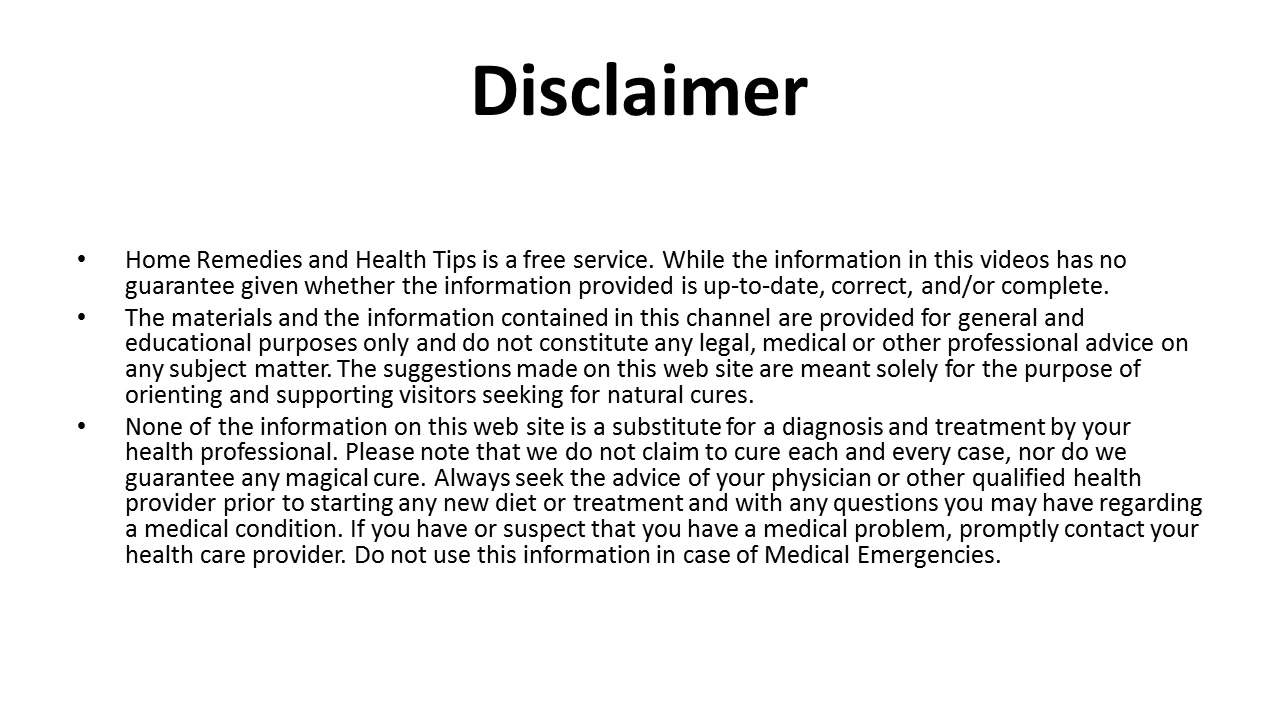 Disclaimer
• Home Remedies and Health Tips is a free service. While the information in this videos has no
guarantee given whether the information provided is up-to-date, correct, and/or complete.
• The materials and the information contained in this channel are provided for general and
educational purposes only and do not constitute any legal, medical or other professional advice on
any subject matter. The suggestions made on this web site are meant solely for the purpose of
orienting and supporting visitors seeking for natural cures.
• None of the information on this web site is a substitute for a diagnosis and treatment by your
health professional. Please note that we do not claim to cure each and every case, nor do we
guarantee any magical cure. Always seek the advice of your physician or other qualified health
provider prior to starting any new diet or treatment and with any questions you may have regarding
a medical condition. If you have or suspect that you have a medical problem, promptly contact your
health care provider. Do not use this information in case of Medical Emergencies.